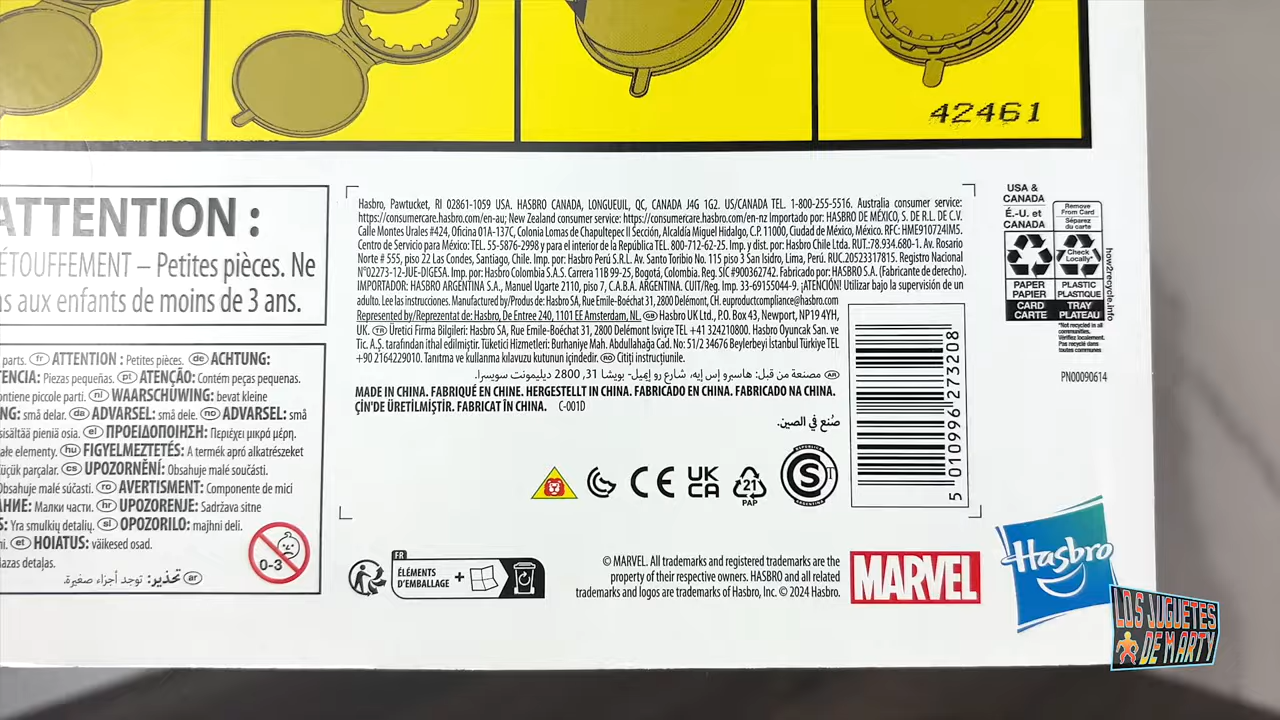 42461
ATTENTION :
ÉTOUFFEMENT – Petites pièces. Ne
s aux enfants de moins de 3 ans.
parts. fr ATTENTION : Petites pièces. de ACHTUNG:
TENCIA: Piezas pequeñas. pt ATENÇÃO: Contém peças pequenas.
ontiene piccole parti. nl WAARSCHUWING: bevat kleine
NG: små delar. da ADVARSEL: små dele. no ADVARSEL: små
sisältää pieniä osia. el ΠΡΟΕΙΔΟΠΟΙΗΣΗ: Περιέχει μικρά μέρη.
ałe elementy. hu FIGYELMEZTETÉS: A termék apró alkatrészeket
üçük parçalar. cs UPOZORNĚNÍ: Obsahuje malé součásti.
Obsahuje malé súčasti. ro AVERTISMENT: Componente de mici
АНИЕ: Малки части. hr UPOZORENJE: Sadržava sitne
S: Yra smulkių detalių. sl OPOZORILO: majhni deli.
ni. et HOIATUS: väikesed osad.
azas detaļas.
ar تحذير: توجد أجزاء صغيرة.
0-3
Hasbro, Pawtucket, RI 02861-1059 USA. HASBRO CANADA, LONGUEUIL, QC, CANADA J4G 1G2. US/CANADA TEL. 1-800-255-5516. Australia consumer service:
https://consumercare.hasbro.com/en-au; New Zealand consumer service: https://consumercare.hasbro.com/en-nz Importado por: HASBRO DE MÉXICO, S. DE R.L. DE C.V.
Calle Montes Urales #424, Oficina 01A-137C, Colonia Lomas de Chapultepec II Sección, Alcaldía Miguel Hidalgo, C.P. 11000, Ciudad de México, México. RFC: HME910724IM5.
Centro de Servicio para México: TEL. 55-5876-2998 y para el interior de la República TEL. 800-712-62-25. Imp. y dist. por: Hasbro Chile Ltda. RUT.:78.934.680-1. Av. Rosario
Norte # 555, piso 22 Las Condes, Santiago, Chile. Imp. por: Hasbro Perú S.R.L. Av. Santo Toribio No. 115 piso 3 San Isidro, Lima, Perú. RUC.20523317815. Registro Nacional
N°02273-12-JUE-DIGESA. Imp. por: Hasbro Colombia S.A.S. Carrera 11B 99-25, Bogotá, Colombia. Reg. SIC #900362742. Fabricado por: HASBRO S.A. (Fabricante de derecho).
IMPORTADOR: HASBRO ARGENTINA S.A., Manuel Ugarte 2110, piso 7, C.A.B.A. ARGENTINA. CUIT/Reg. Imp. 33-69155044-9. ¡ATENCIÓN! Utilizar bajo la supervisión de un
adulto. Lee las instrucciones. Manufactured by/Produs de: Hasbro SA, Rue Emile-Boéchat 31, 2800 Delémont, CH. euproductcompliance@hasbro.com
Represented by/Reprezentat de: Hasbro, De Entree 240, 1101 EE Amsterdam, NL. GB Hasbro UK Ltd., P.O. Box 43, Newport, NP19 4YH,
UK. TR Üretici Firma Bilgileri: Hasbro SA, Rue Emile-Boéchat 31, 2800 Delémont İsviçre TEL +41 324210800. Hasbro Oyuncak San. ve
Tic. A.Ş. tarafından ithal edilmiştir. Tüketici Hizmetleri: Burhaniye Mah. Abdullahağa Cad. No: 51/2 34676 Beylerbeyi İstanbul Türkiye TEL
+90 2164229010. Tanıtma ve kullanma kılavuzu kutunun içindedir. RO Citiți instrucțiunile.
AR مصنعة من قبل: هاسبرو إس إيه، شارع رو إميل- بويشا 31، 2800 ديليمونت سويسرا.
MADE IN CHINA. FABRIQUÉ EN CHINE. HERGESTELLT IN CHINA. FABRICADO EN CHINA. FABRICADO NA CHINA.
ÇİN'DE ÜRETİLMİŞTİR. FABRICAT ÎN CHINA. C-001D
صُنع في الصين.
CE
UK
CA
21
PAP
S
T
5 010996 273208
USA &
CANADA
É.-U. et
CANADA
PAPER
PAPIER
CARD
CARTE
Remove
From Card
Séparez
du carte
Check
Locally*
PLASTIC
PLASTIQUE
TRAY
PLATEAU
*Not recycled in all
communities.
Pas recyclé dans
toutes communautés
how2recycle.info
PN00090614
FR
ÉLÉMENTS
D'EMBALLAGE
+
© MARVEL. All trademarks and registered trademarks are the
property of their respective owners. HASBRO and all related
trademarks and logos are trademarks of Hasbro, Inc. © 2024 Hasbro.
MARVEL
Hasbro
LOS JUGUETES
DE MARTY